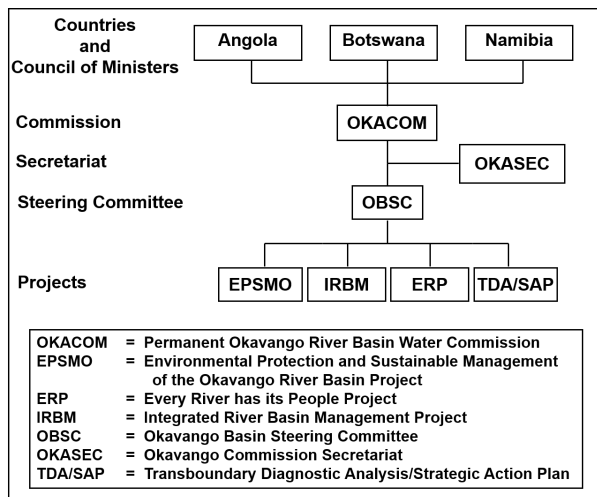 Countries
and
Council of Ministers
Angola
Botswana
Namibia
Commission
OKACOM
Secretariat
OKASEC
Steering Committee
OBSC
Projects
EPSMO
IRBM
ERP
TDA/SAP
OKACOM = Permanent Okavango River Basin Water Commission
EPSMO = Environmental Protection and Sustainable Management
of the Okavango River Basin Project
ERP = Every River has its People Project
IRBM = Integrated River Basin Management Project
OBSC = Okavango Basin Steering Committee
OKASEC = Okavango Commission Secretariat
TDA/SAP = Transboundary Diagnostic Analysis/Strategic Action Plan